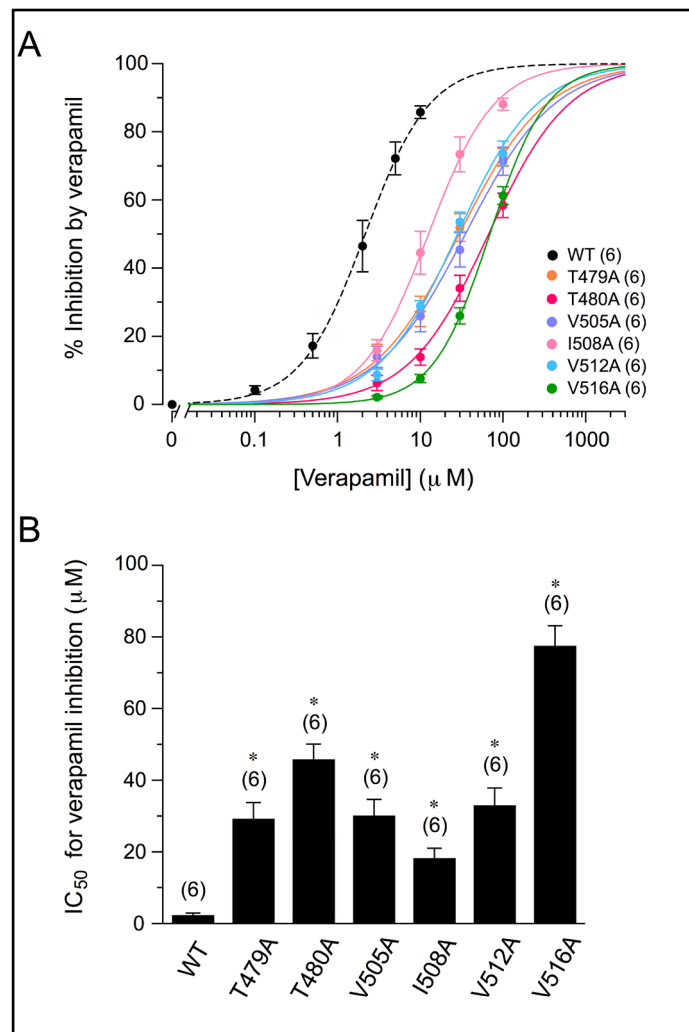 A
% Inhibition by verapamil
100
80
60
40
20
0
0
0.1
1
10
100
1000
[Verapamil] (μ M)
WT (6)
T479A (6)
T480A (6)
V505A (6)
I508A (6)
V512A (6)
V516A (6)
B
IC50 for verapamil inhibition (μM)
100
80
60
40
20
0
(6)
*
(6)
*
(6)
*
(6)
*
(6)
*
(6)
*
(6)
WT
T479A
T480A
V505A
I508A
V512A
V516A